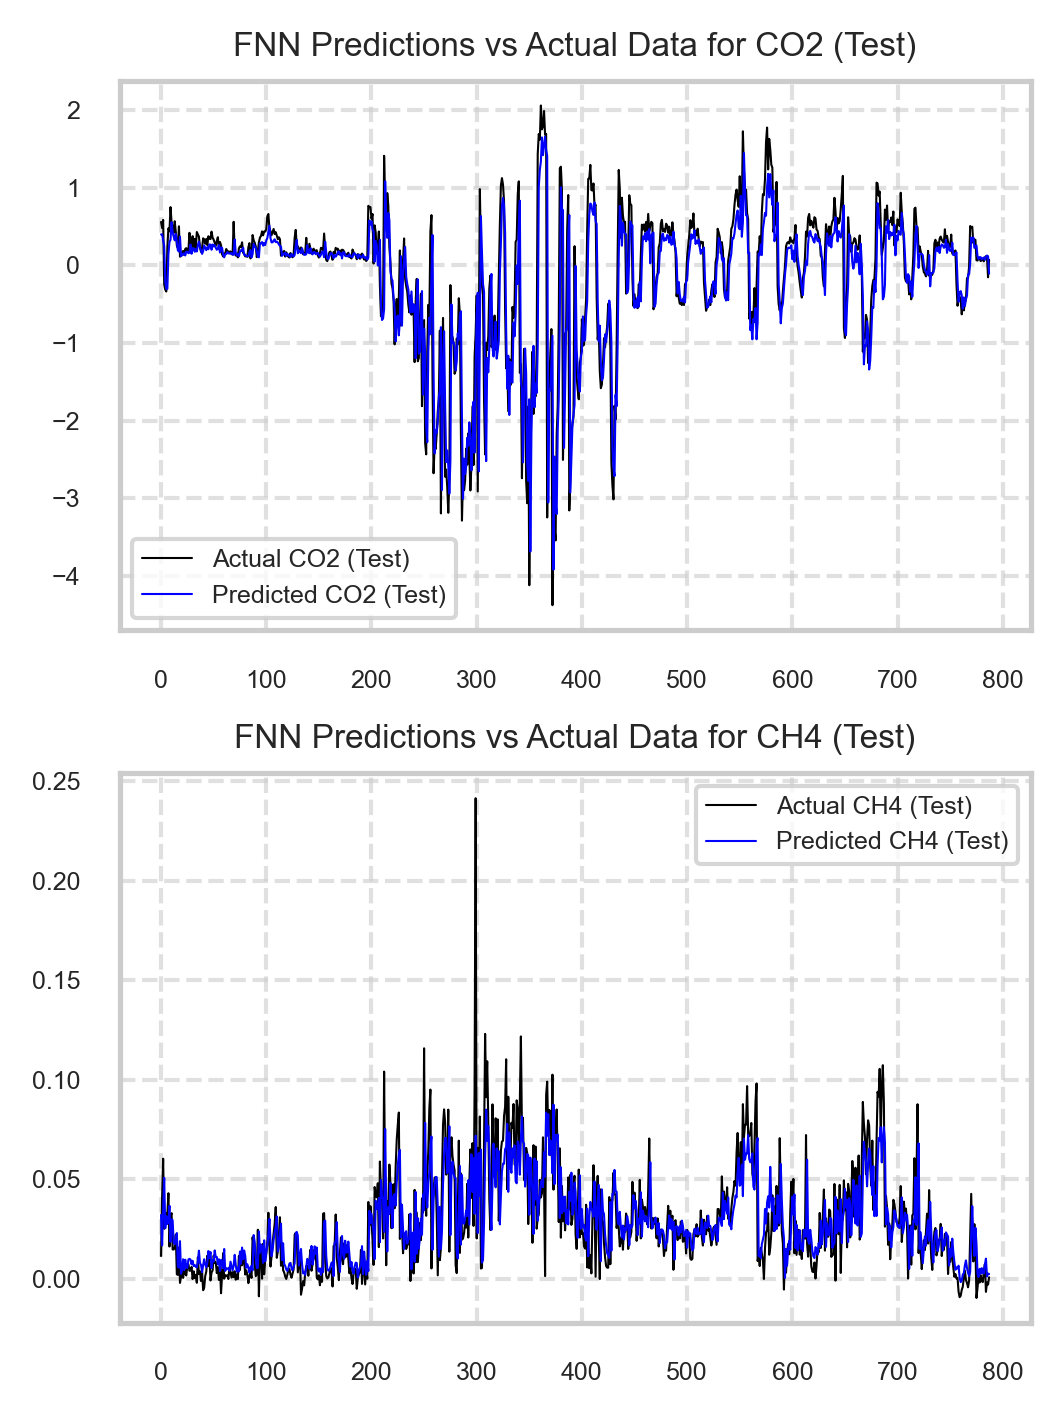 FNN Predictions vs Actual Data for CO2 (Test)
2
1
0
−1
−2
−3
−4
Actual CO2 (Test)
Predicted CO2 (Test)
0 100 200 300 400 500 600 700 800
FNN Predictions vs Actual Data for CH4 (Test)
0.25
Actual CH4 (Test)
Predicted CH4 (Test)
0.20
0.15
0.10
0.05
0.00
0 100 200 300 400 500 600 700 800